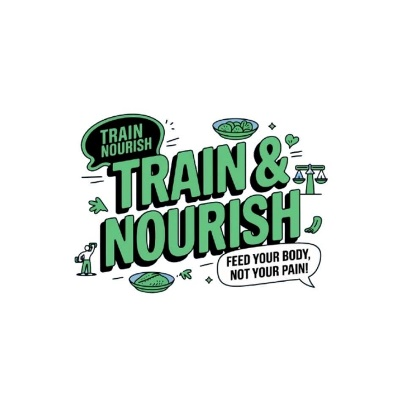 TRAIN
NOURISH
TRAIN &
NOURISH
FEED YOUR BODY,
NOT YOUR PAIN!